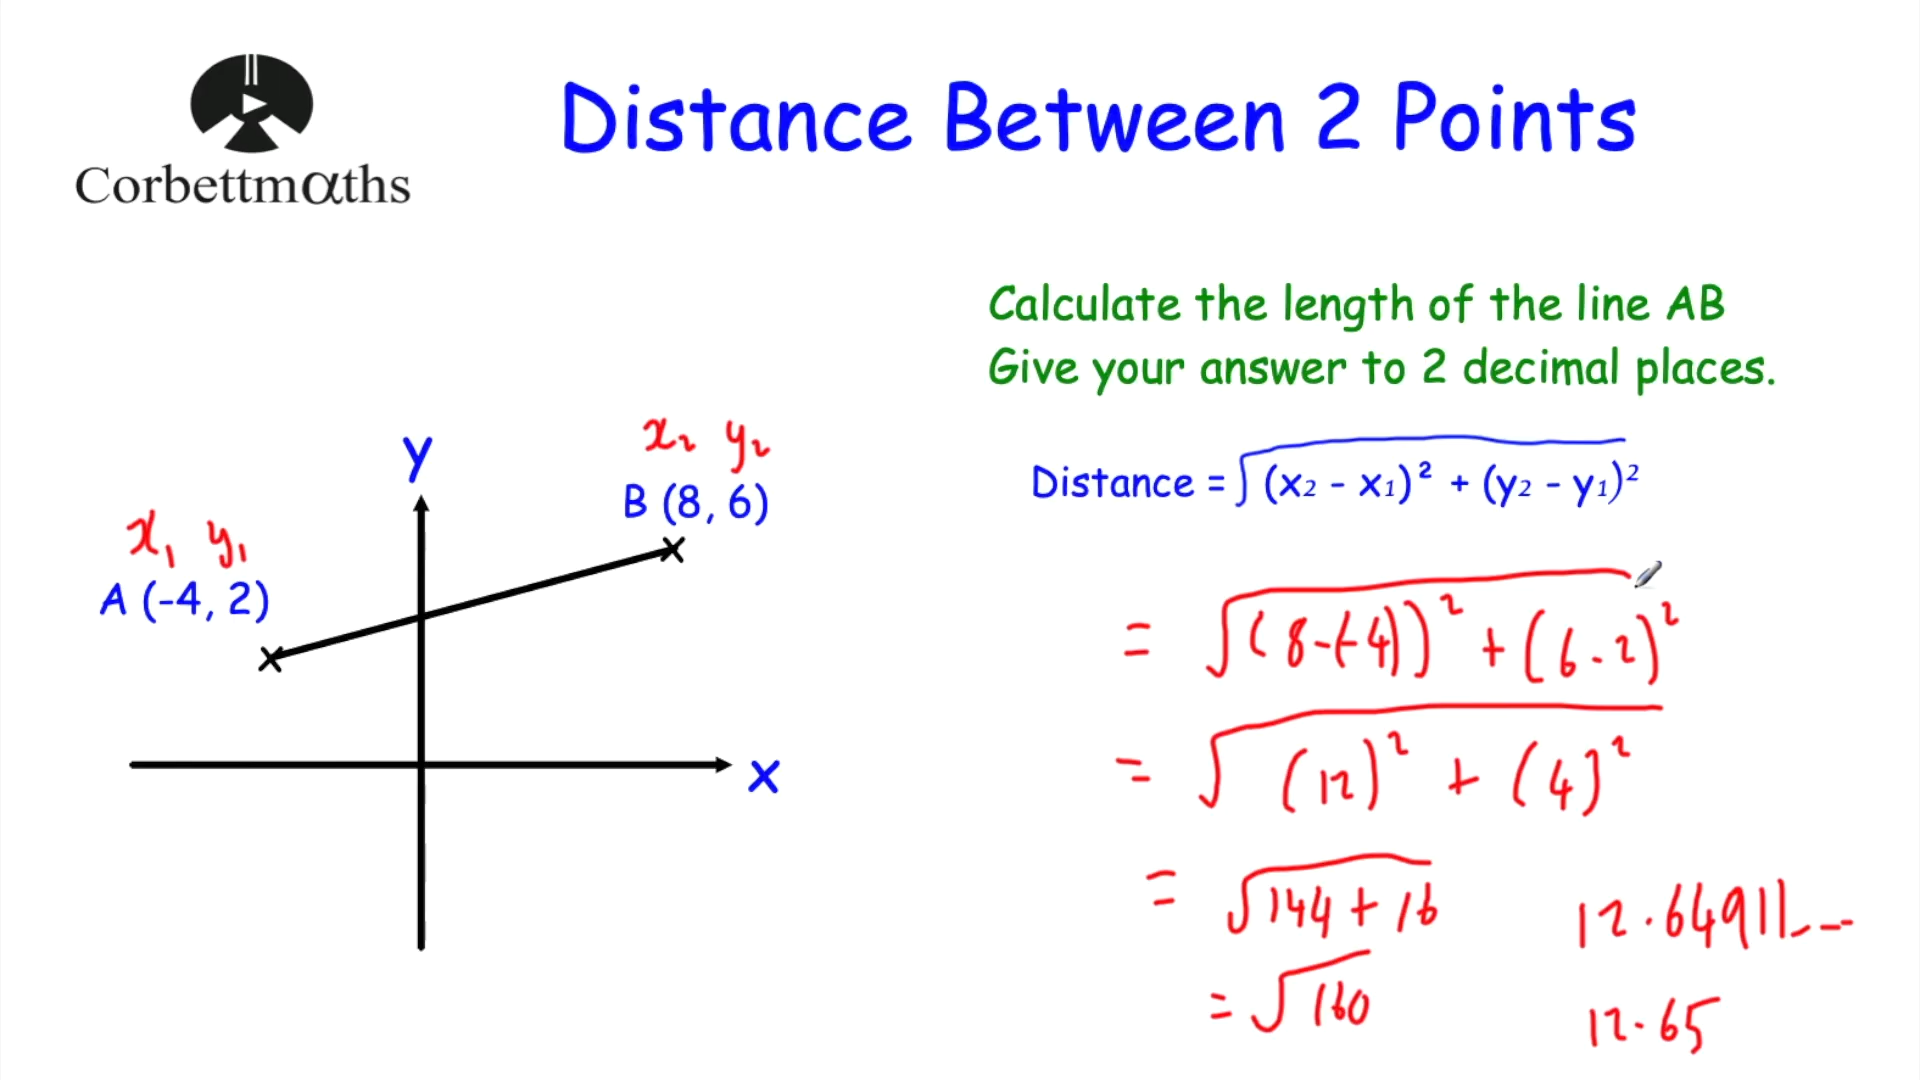 Corbettmαths
Distance Between 2 Points
Calculate the length of the line AB
Give your answer to 2 decimal places.
Distance = √(x₂ - x₁)² + (y₂ - y₁)²
y
x₂ y₂
B (8, 6)
x₁ y₁
A (-4, 2)
x
= √(8-(-4))² + (6-2)²
= √(12)² + (4)²
= √144 + 16
= √160
12.64911---
12.65